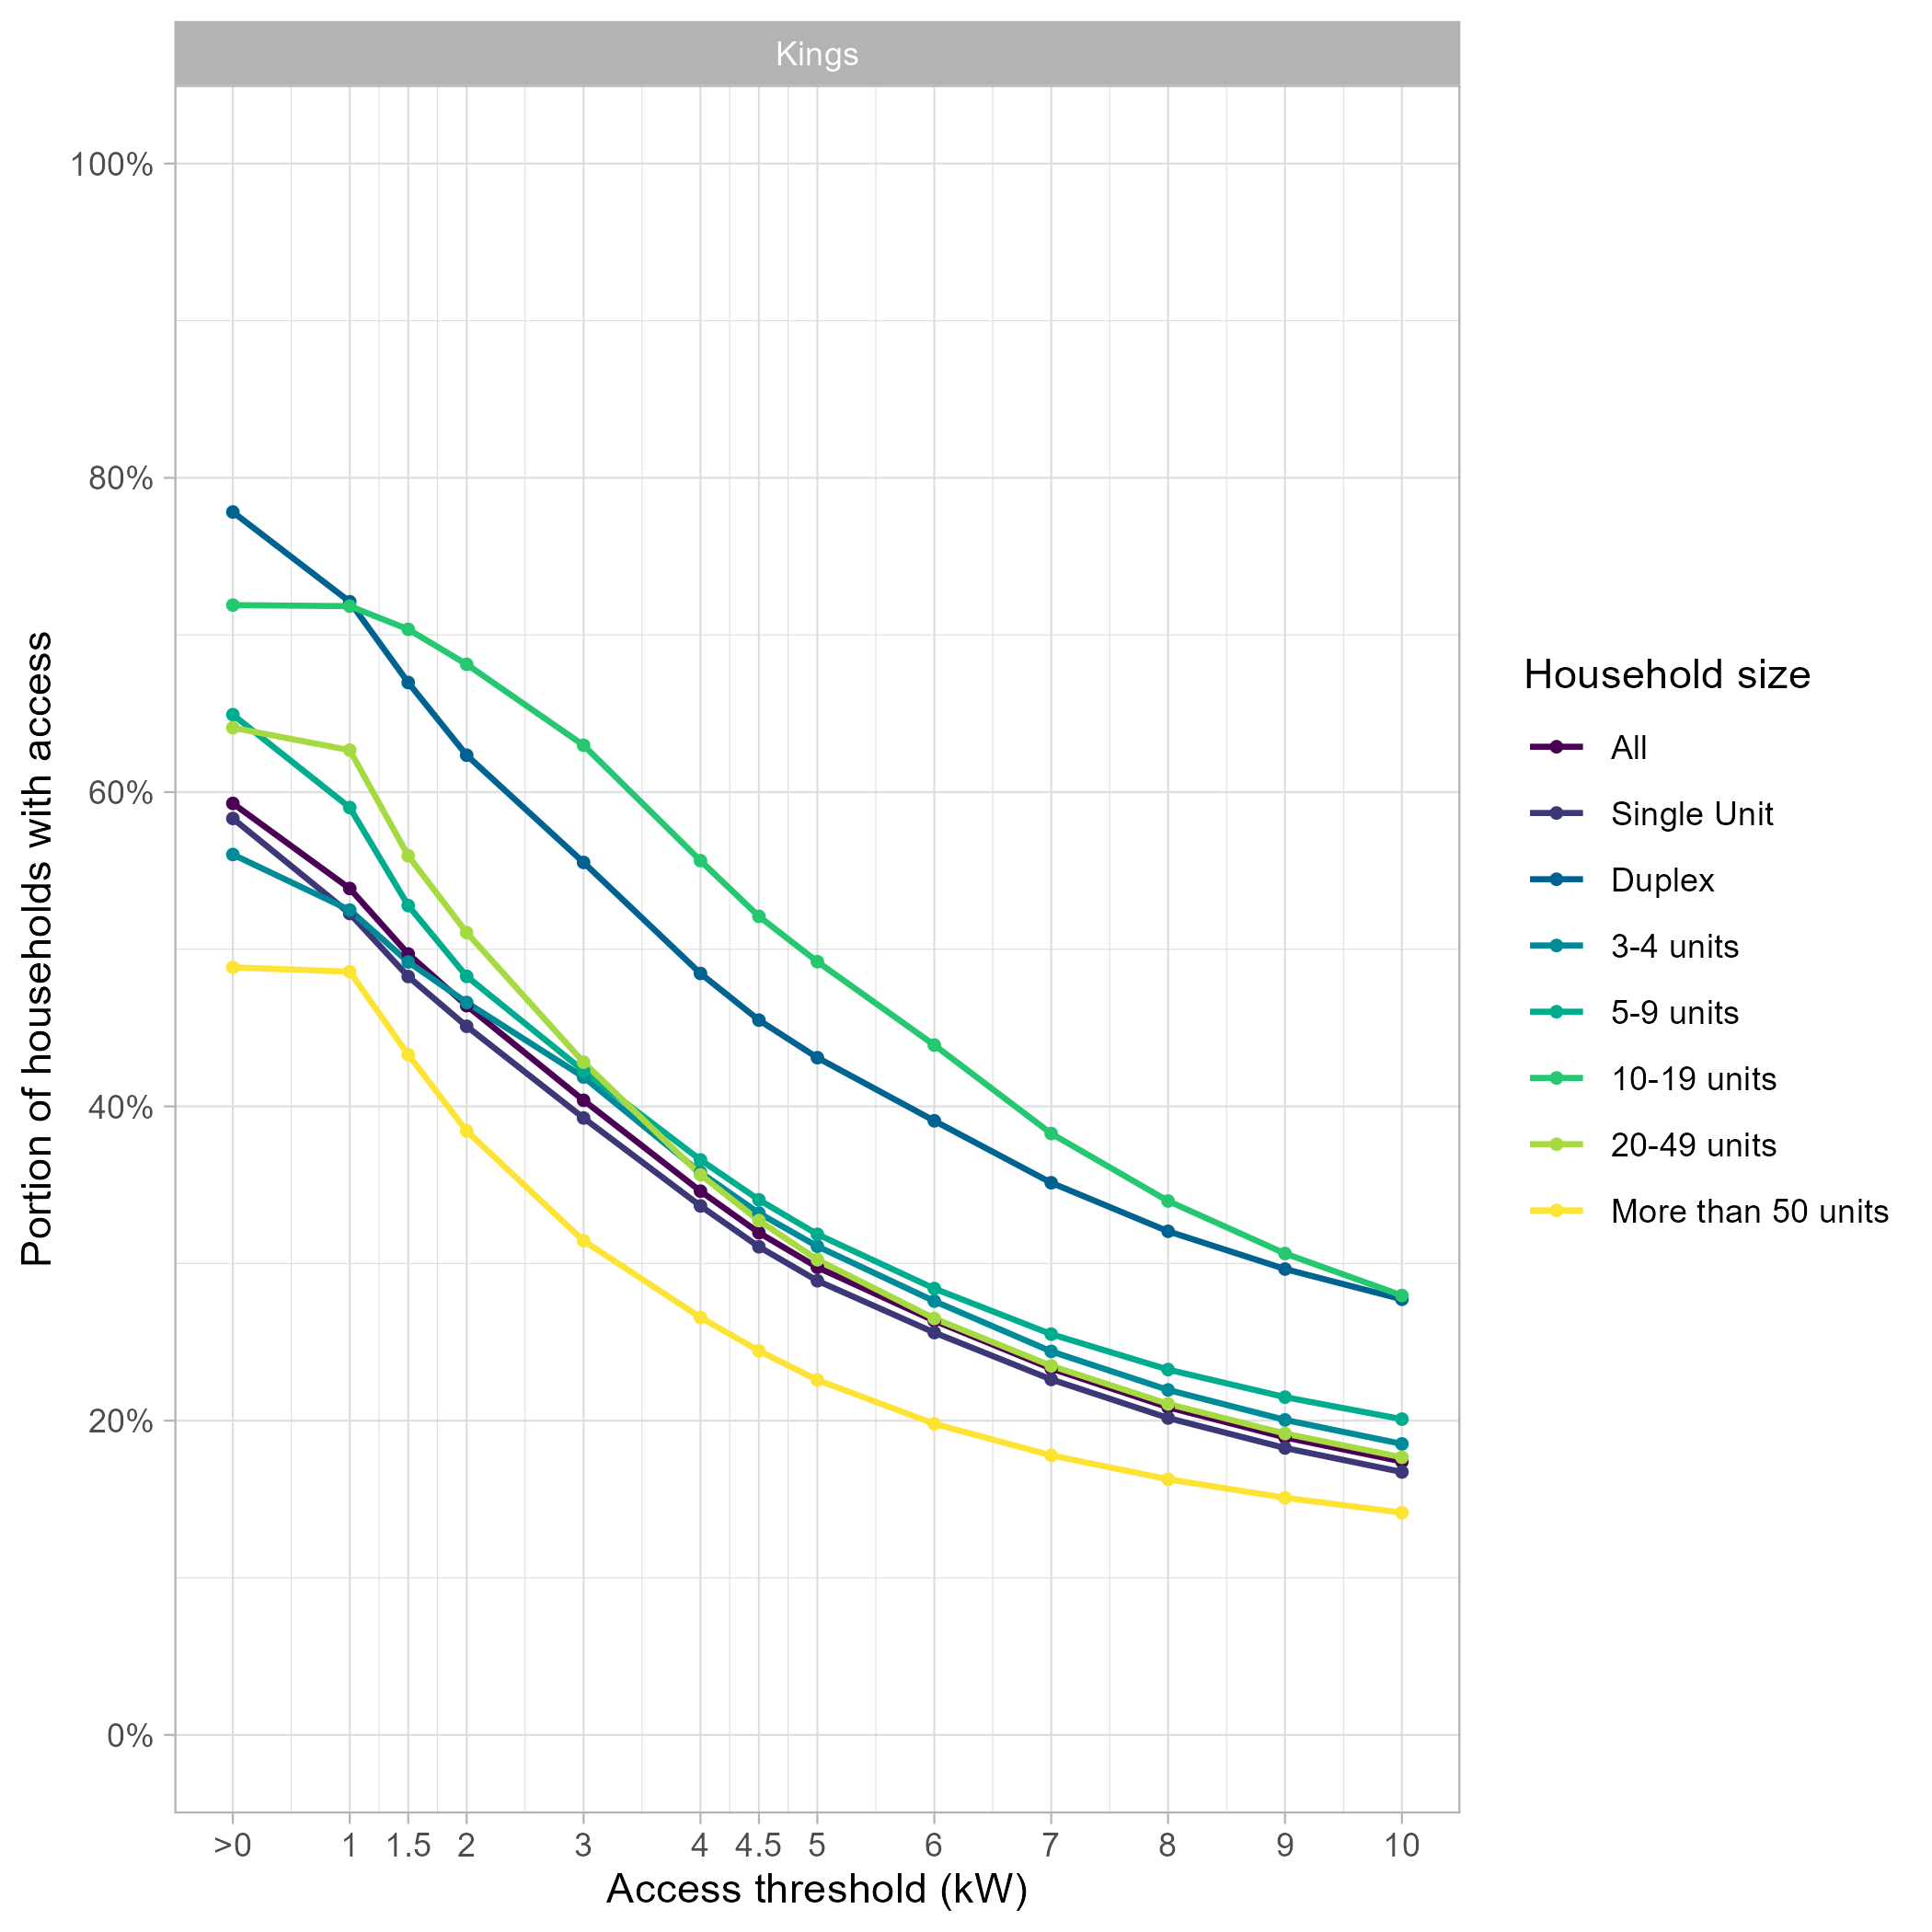 Kings
Portion of households with access
100%
80%
60%
40%
20%
0%
>0 1 1.5 2 3 4 4.5 5 6 7 8 9 10
Access threshold (kW)
Household size
All
Single Unit
Duplex
3-4 units
5-9 units
10-19 units
20-49 units
More than 50 units